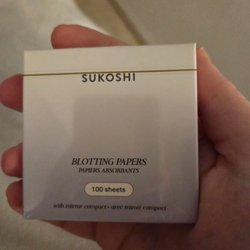 SUKOSHI
BLOTTING PAPERS
PAPIERS ABSORBANTS
100 sheets
with mirror compact • avec miroir compact